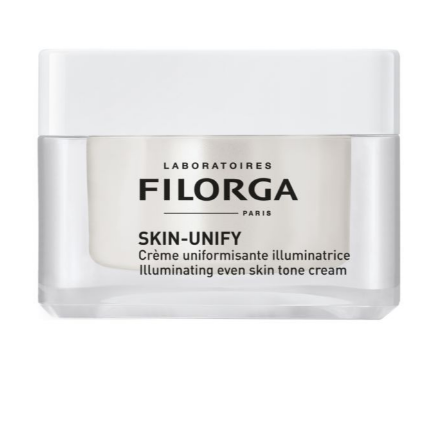 LABORATOIRES
FILORGA
PARIS
SKIN-UNIFY
Crème uniformisante illuminatrice
Illuminating even skin tone cream